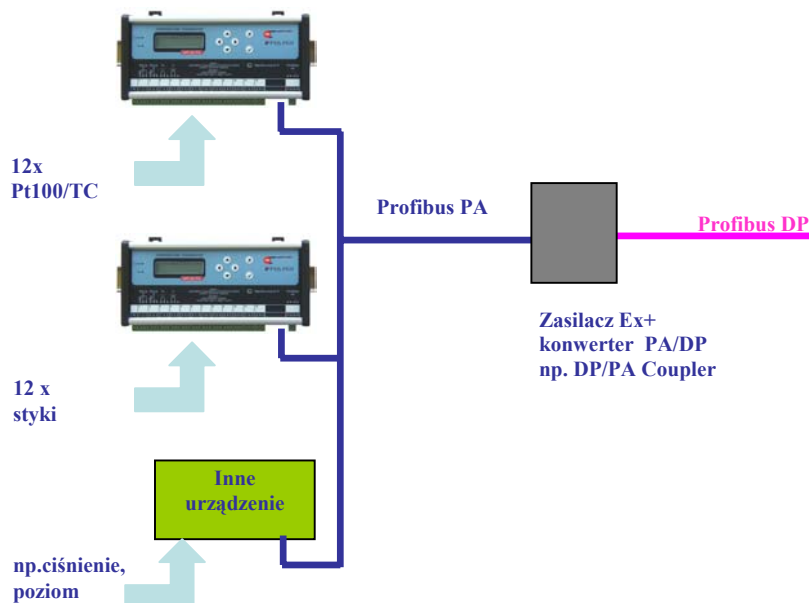 12x
Pt100/TC
Profibus PA
Profibus DP
Zasilacz Ex+
konwerter PA/DP
np. DP/PA Coupler
12 x
styki
Inne
urządzenie
np.ciśnienie,
poziom